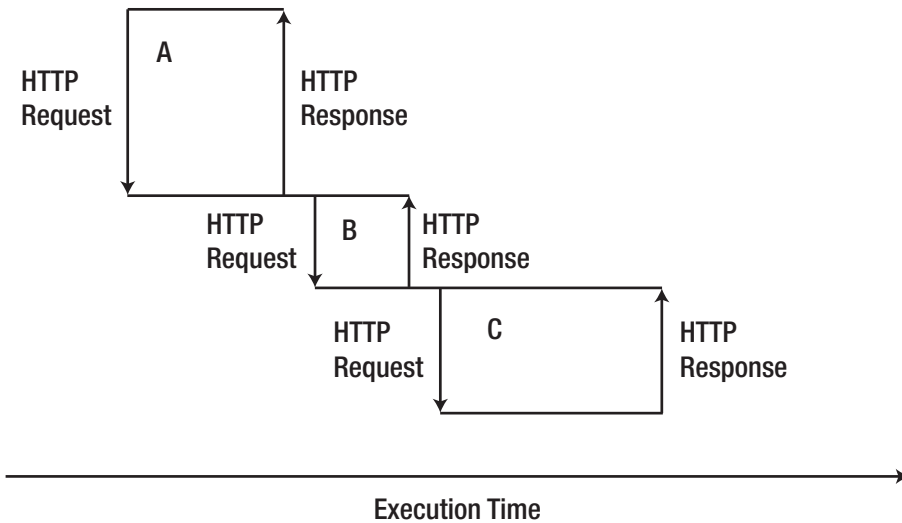 A
HTTP
Request
HTTP
Response
HTTP
Request
B
HTTP
Response
HTTP
Request
C
HTTP
Response
Execution Time